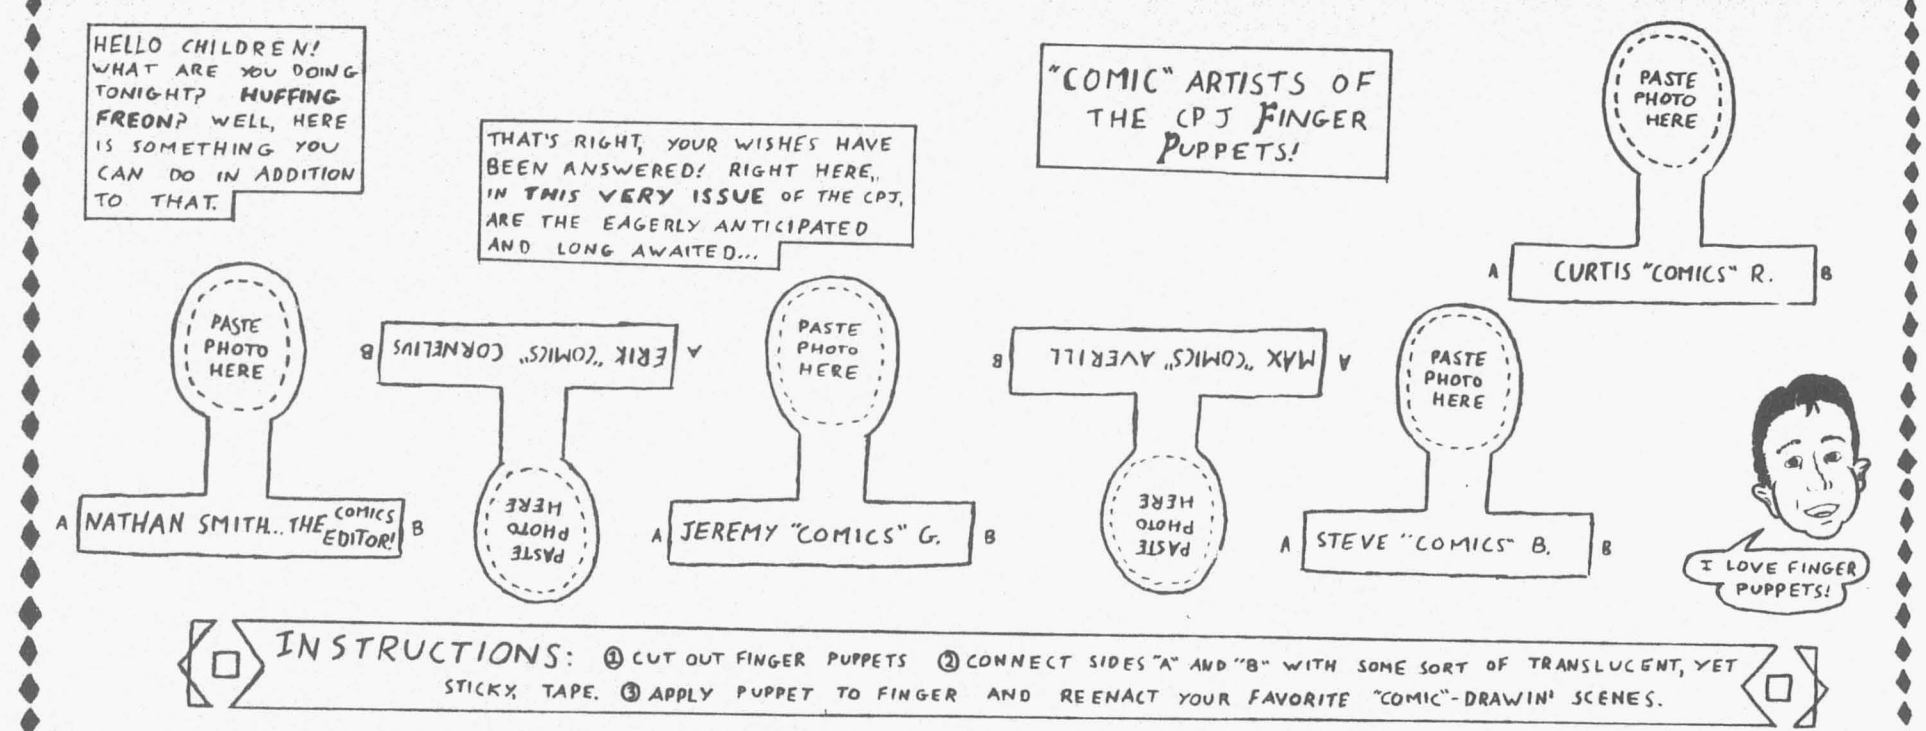 HELLO CHILDREN!
WHAT ARE YOU DOING
TONIGHT? HUFFING
FREON? WELL, HERE
IS SOMETHING YOU
CAN DO IN ADDITION
TO THAT.
THAT'S RIGHT, YOUR WISHES HAVE
BEEN ANSWERED! RIGHT HERE,
IN THIS VERY ISSUE OF THE CPJ,
ARE THE EAGERLY ANTICIPATED
AND LONG AWAITED...
"COMIC" ARTISTS OF
THE CPJ FINGER
PUPPETS!
PASTE
PHOTO
HERE
A CURTIS "COMICS" R. B
PASTE
PHOTO
HERE
A NATHAN SMITH... THE COMICS EDITOR! B
A ERIK "COMICS" CORNELIUS B
PASTE
PHOTO
HERE
PASTE
PHOTO
HERE
A JEREMY "COMICS" G. B
A MAX "COMICS" AVERILL B
PASTE
PHOTO
HERE
PASTE
PHOTO
HERE
A STEVE "COMICS" B. B
I LOVE FINGER
PUPPETS!
INSTRUCTIONS: ① CUT OUT FINGER PUPPETS ② CONNECT SIDES "A" AND "B" WITH SOME SORT OF TRANSLUCENT, YET
STICKY, TAPE. ③ APPLY PUPPET TO FINGER AND REENACT YOUR FAVORITE "COMIC"-DRAWIN' SCENES.